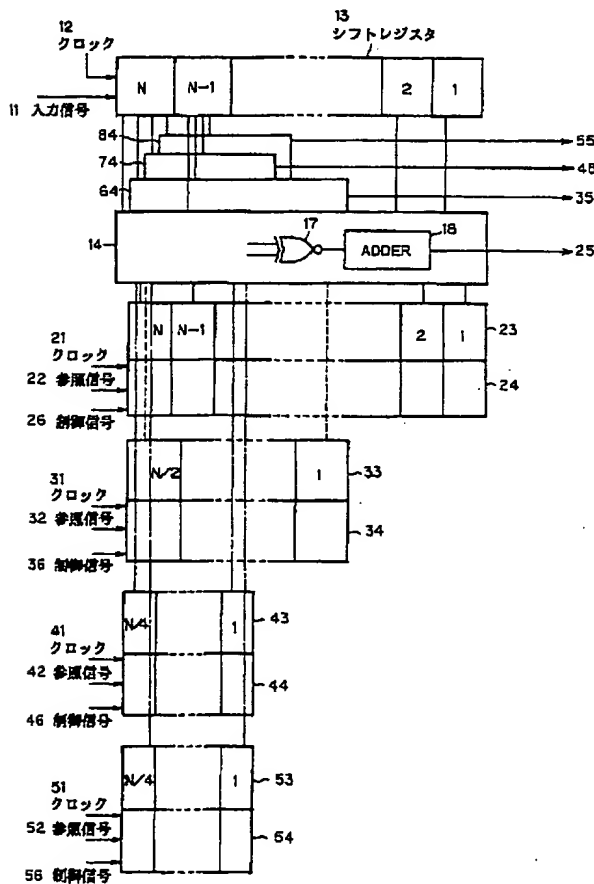 13
シフトレジスタ
12
クロック
N N-1 2 1
11 入力信号
84
55
74
45
64
35
14
17
18
ADDER
25
21
クロック
N N-1 2 1
23
22 参照信号
24
26 制御信号
31
クロック
N/2 1
33
32 参照信号
34
36 制御信号
41
クロック
N/4 1
43
42 参照信号
44
46 制御信号
51
クロック
N/4 1
53
52 参照信号
54
56 制御信号